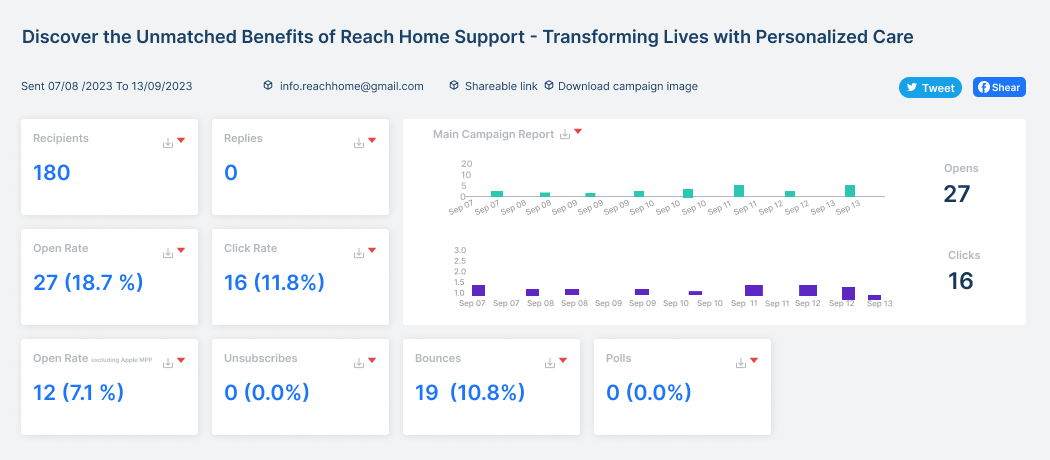 Discover the Unmatched Benefits of Reach Home Support - Transforming Lives with Personalized Care
Sent 07/08 /2023 To 13/09/2023
info.reachhome@gmail.com
Shareable link
Download campaign image
Tweet
Shear
Recipients
180
Replies
0
Main Campaign Report
20
10
5
0
Sep 07 Sep 07 Sep 08 Sep 08 Sep 09 Sep 09 Sep 10 Sep 10 Sep 10 Sep 11 Sep 11 Sep 12 Sep 12 Sep 13 Sep 13
Opens
27
3.0
2.5
2.0
1.5
1.0
Sep 07 Sep 07 Sep 08 Sep 08 Sep 09 Sep 09 Sep 10 Sep 10 Sep 11 Sep 11 Sep 12 Sep 12 Sep 13
Clicks
16
Open Rate
27 (18.7 %)
Click Rate
16 (11.8%)
Open Rate excluding Apple MPP
12 (7.1 %)
Unsubscribes
0 (0.0%)
Bounces
19 (10.8%)
Polls
0 (0.0%)